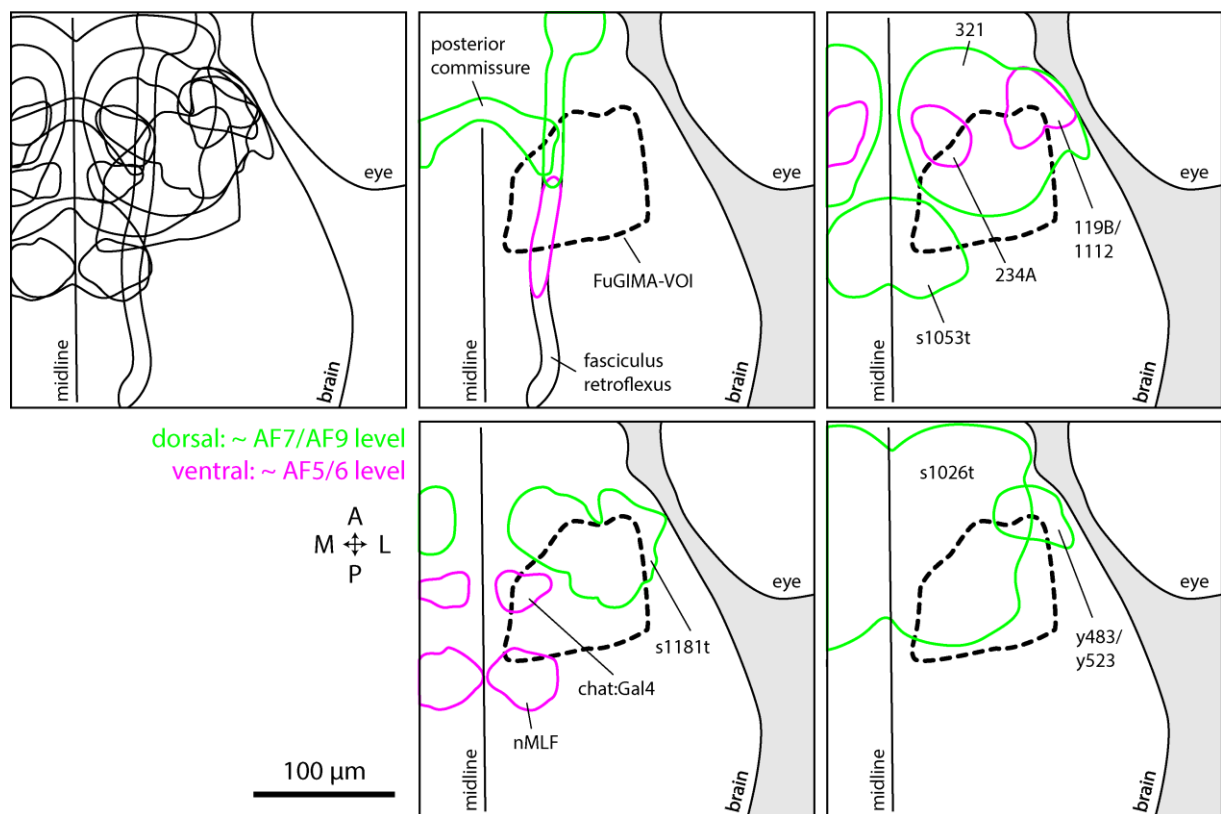 eye
midline
brain
posterior
commissure
eye
FuGIMA-VOI
fasciculus
retroflexus
midline
brain
321
eye
119B/
1112
234A
s1053t
midline
brain
dorsal: ~ AF7/AF9 level
ventral: ~ AF5/6 level
A
M L
P
100 µm
eye
s1181t
chat:Gal4
nMLF
midline
brain
s1026t
eye
y483/
y523
midline
brain